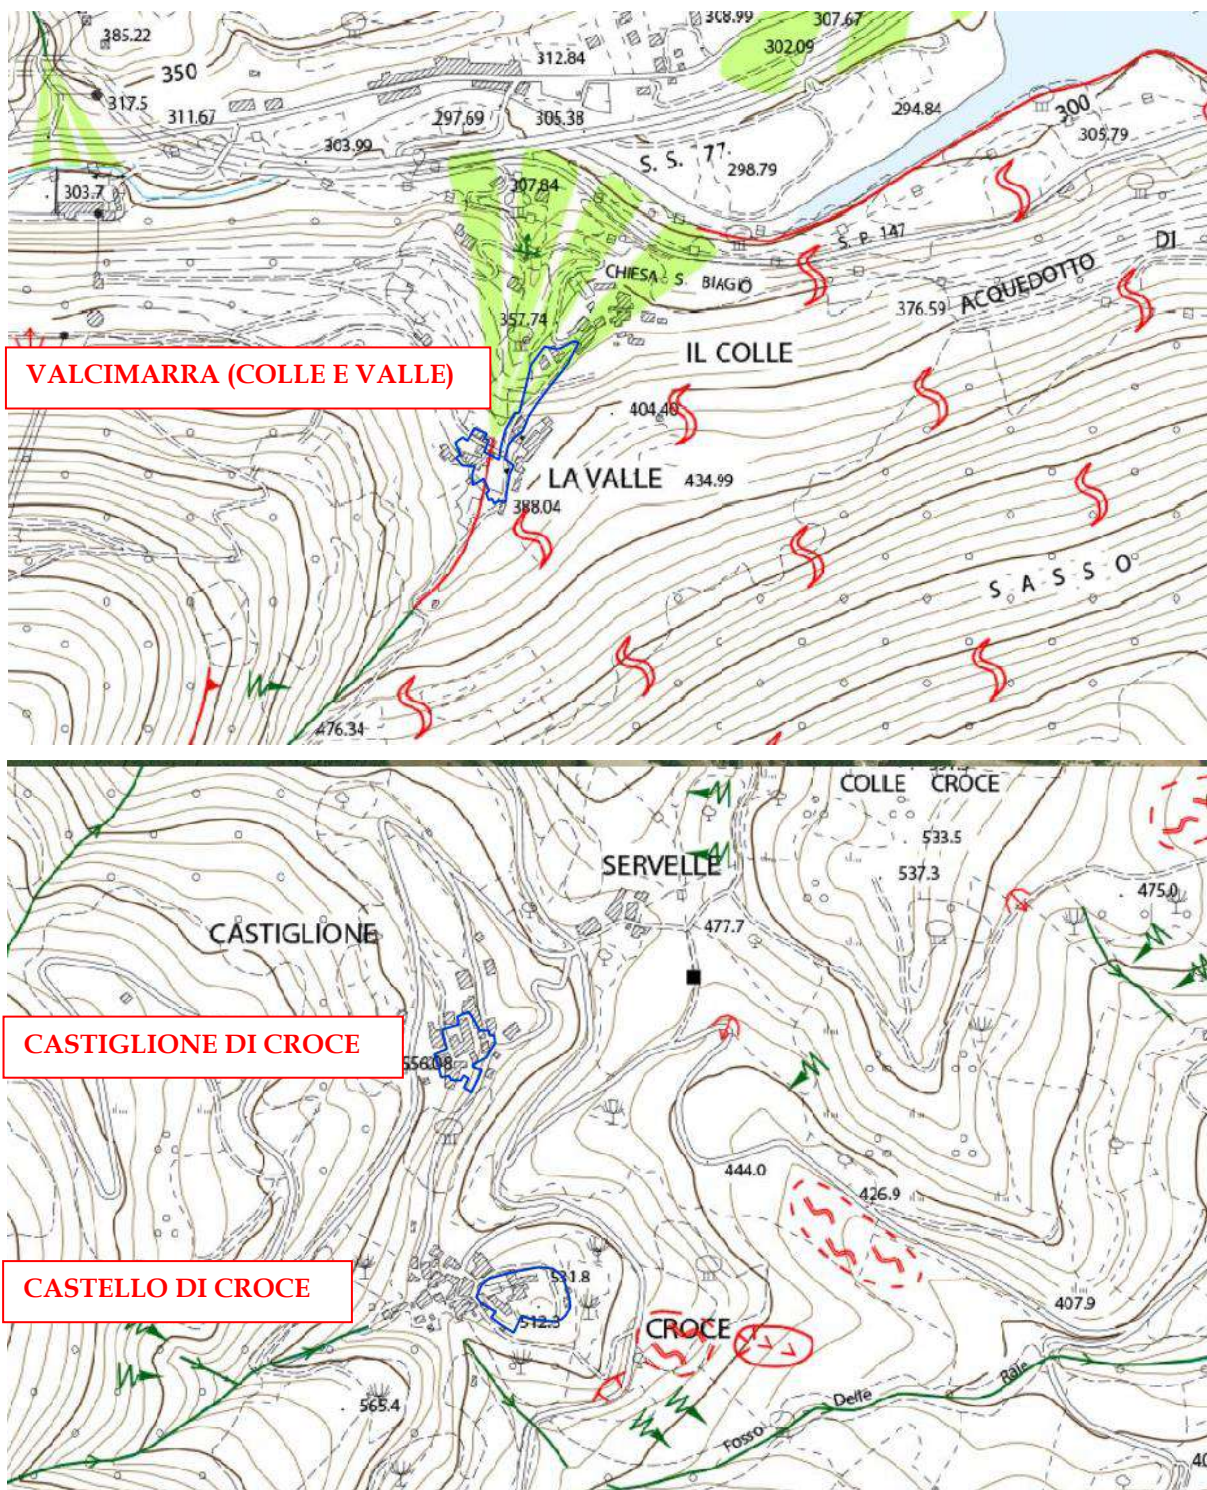 385.22
308.99
307.67
302.09
312.84
350
317.5
311.67
297.69
305.38
294.84
300
303.99
305.79
S. S. 77.
298.79
303.7
307.84
S. P. 147
DI
CHIESA S. BIAGIO
ACQUEDOTTO
376.59
357.74
IL COLLE
VALCIMARRA (COLLE E VALLE)
404.40
LA VALLE
434.99
388.04
SASSO
476.34
COLLE CROCE
533.5
SERVELLE
537.3
475.0
CASTIGLIONE
477.7
CASTIGLIONE DI CROCE
556.08
444.0
426.9
CASTELLO DI CROCE
531.8
512.3
407.9
CROCE
565.4
Fosso Delle Raie